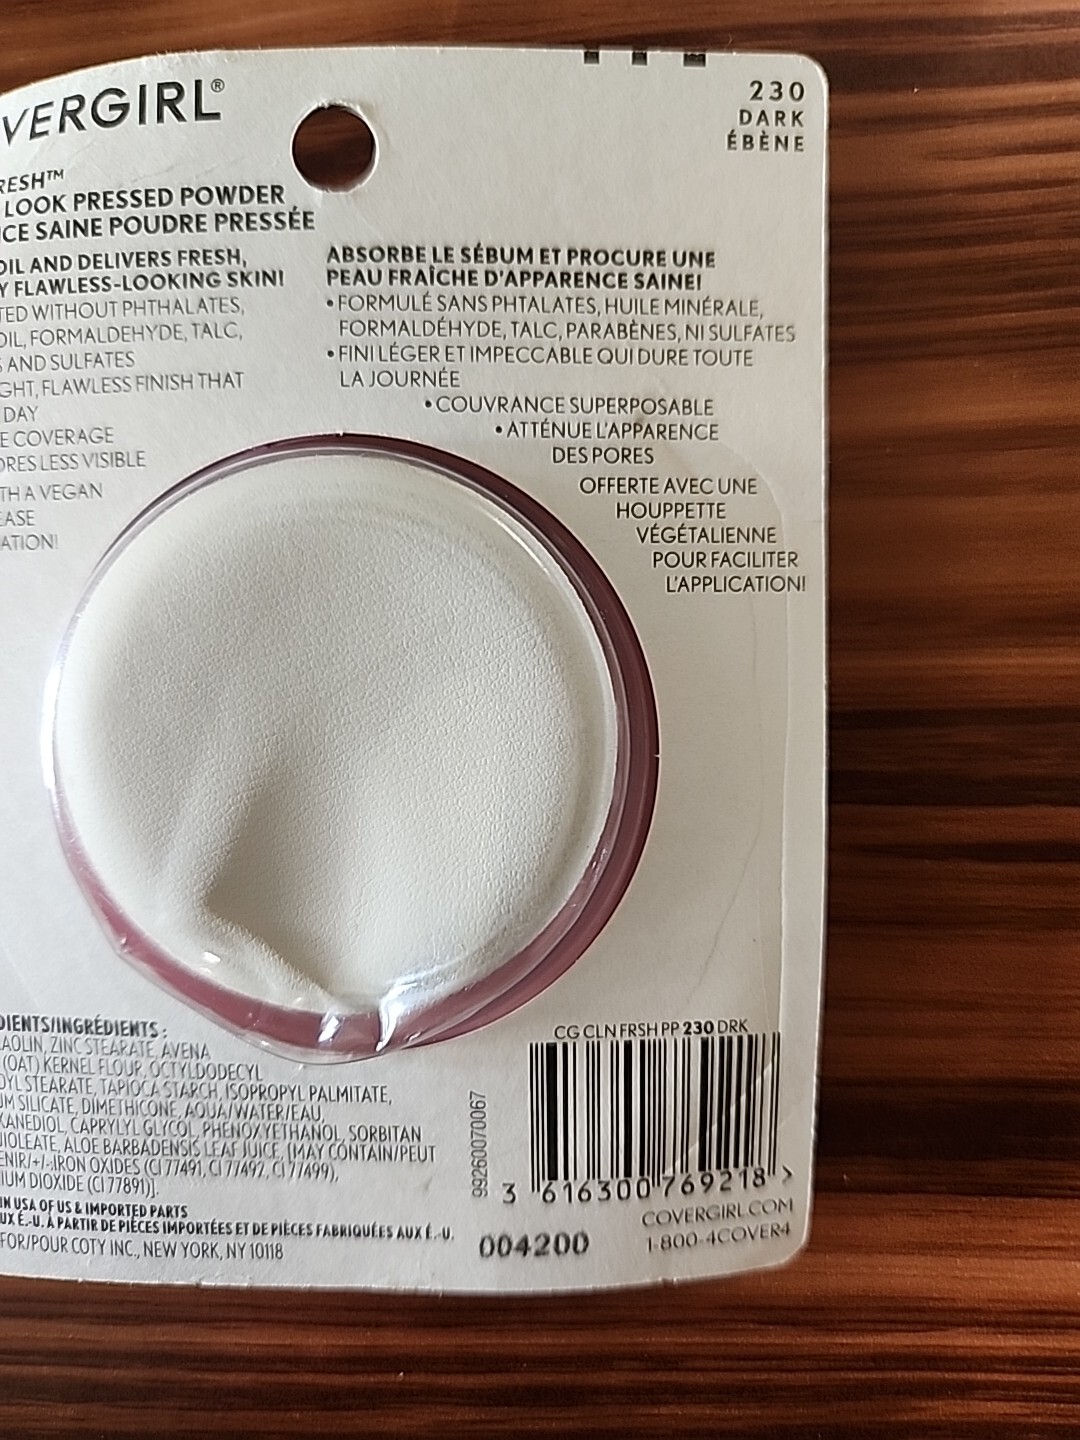 VERGIRL®
230
DARK
ÉBÈNE
RESH™
LOOK PRESSED POWDER
CE SAINE POUDRE PRESSÉE
OIL AND DELIVERS FRESH,
Y FLAWLESS-LOOKING SKIN!
TED WITHOUT PHTHALATES,
OIL, FORMALDEHYDE, TALC,
S AND SULFATES
GHT, FLAWLESS FINISH THAT
DAY
E COVERAGE
ORES LESS VISIBLE
TH A VEGAN
EASE
ATION!
ABSORBE LE SÉBUM ET PROCURE UNE
PEAU FRAÎCHE D'APPARENCE SAINE!
• FORMULÉ SANS PHTALATES, HUILE MINÉRALE,
FORMALDÉHYDE, TALC, PARABÈNES, NI SULFATES
• FINI LÉGER ET IMPECCABLE QUI DURE TOUTE
LA JOURNÉE
• COUVRANCE SUPERPOSABLE
• ATTÉNUE L'APPARENCE
DES PORES
OFFERTE AVEC UNE
HOUPPETTE
VÉGÉTALIENNE
POUR FACILITER
L'APPLICATION!
DIENTS/INGRÉDIENTS :
AOLIN, ZINC STEARATE, AVENA
(OAT) KERNEL FLOUR, OCTYLDODECYL
OYL STEARATE, TAPIOCA STARCH, ISOPROPYL PALMITATE,
UM SILICATE, DIMETHICONE, AQUA/WATER/EAU,
XANEDIOL, CAPRYLYL GLYCOL, PHENOXYETHANOL, SORBITAN
UIOLEATE, ALOE BARBADENSIS LEAF JUICE, [MAY CONTAIN/PEUT
ENIR/+/-:IRON OXIDES (CI 77491, CI 77492, CI 77499),
IUM DIOXIDE (CI 77891)].
IN USA OF US & IMPORTED PARTS
UX É.-U. À PARTIR DE PIÈCES IMPORTÉES ET DE PIÈCES FABRIQUÉES AUX É.-U.
FOR/POUR COTY INC., NEW YORK, NY 10118
99260070067
CG CLN FRSH PP 230 DRK
3 616300 769218 >
004200
COVERGIRL.COM
1-800-4COVER4